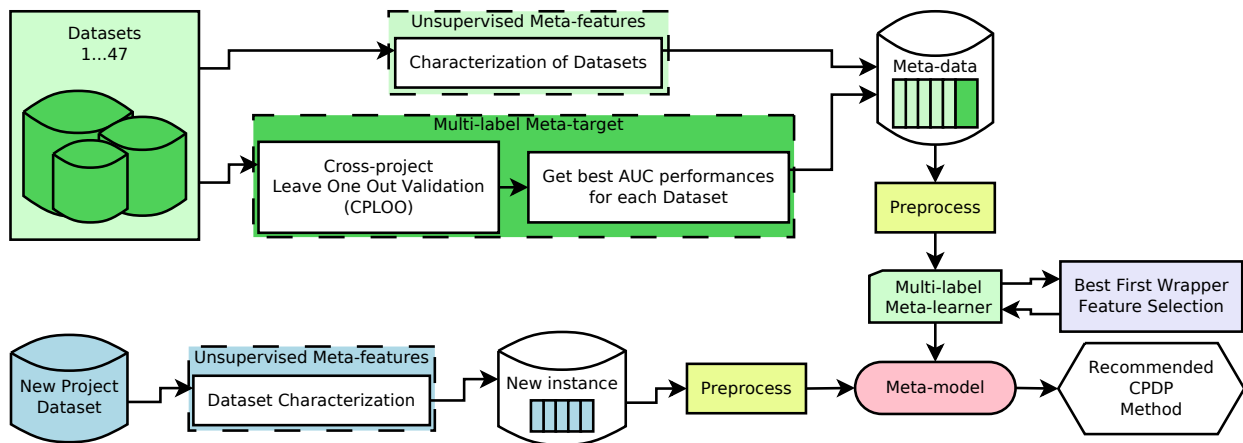 Datasets
1...47
Unsupervised Meta-features
Characterization of Datasets
Multi-label Meta-target
Cross-project
Leave One Out Validation
(CPLOO)
Get best AUC performances
for each Dataset
Meta-data
Preprocess
Multi-label
Meta-learner
Best First Wrapper
Feature Selection
New Project
Dataset
Unsupervised Meta-features
Dataset Characterization
New instance
Preprocess
Meta-model
Recommended
CPDP
Method